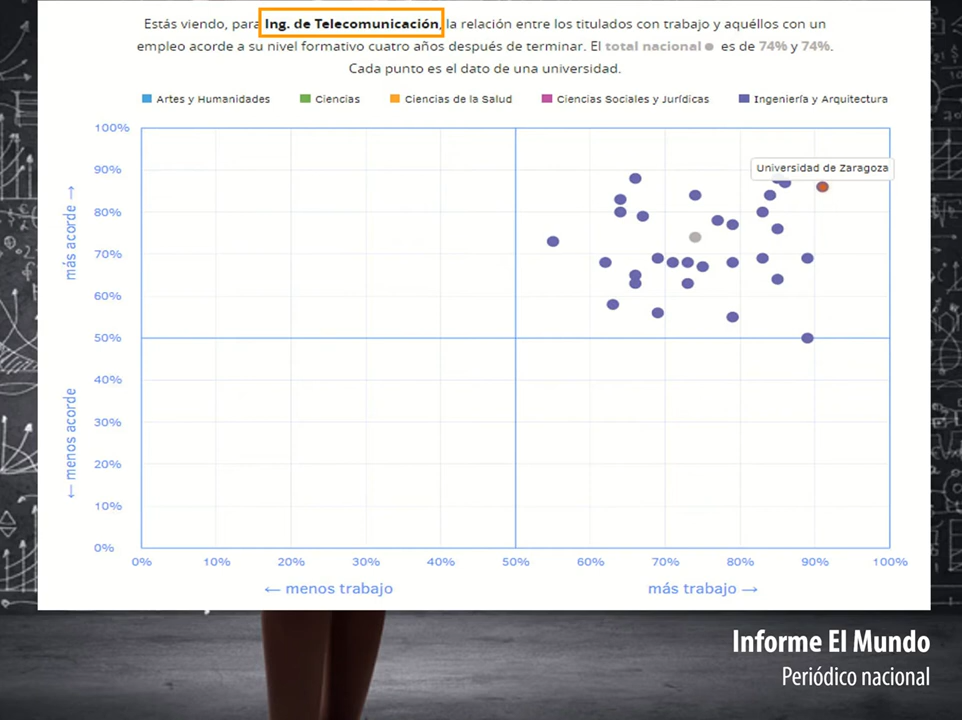 Estás viendo, para Ing. de Telecomunicación, la relación entre los titulados con trabajo y aquéllos con un
empleo acorde a su nivel formativo cuatro años después de terminar. El total nacional es de 74% y 74%.
Cada punto es el dato de una universidad.
Artes y Humanidades
Ciencias
Ciencias de la Salud
Ciencias Sociales y Jurídicas
Ingeniería y Arquitectura
100%
90%
80%
70%
60%
50%
40%
30%
20%
10%
0%
más acorde →
← menos acorde
Universidad de Zaragoza
0% 10% 20% 30% 40% 50% 60% 70% 80% 90% 100%
← menos trabajo
más trabajo →
Informe El Mundo
Periódico nacional